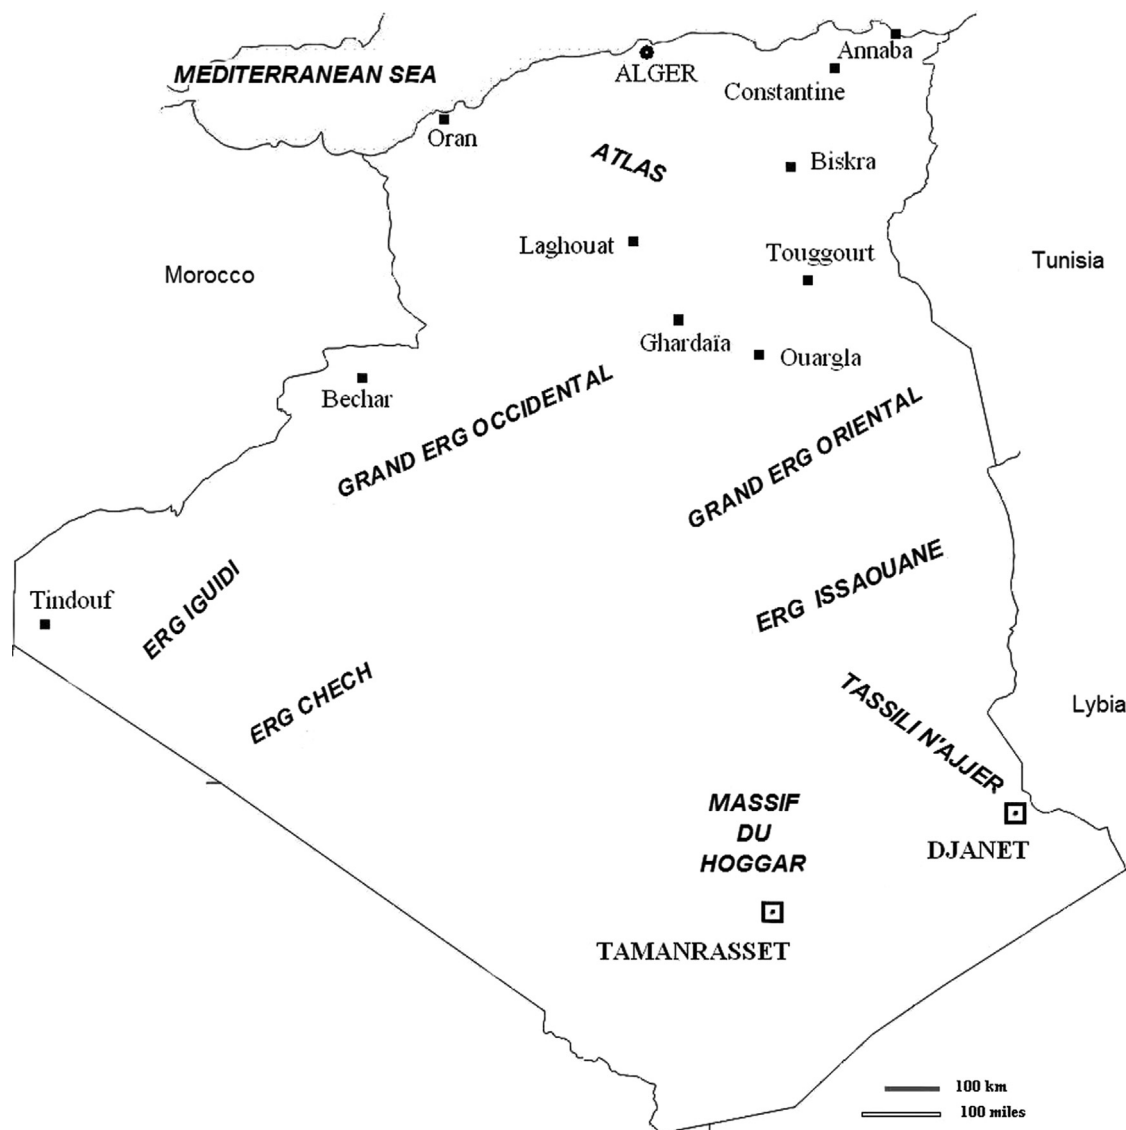 Annaba
MEDITERRANEAN SEA
ALGER
Constantine
Oran
ATLAS
Biskra
Laghouat
Touggourt
Morocco
Tunisia
Ghardaïa
Ouargla
Bechar
GRAND ERG OCCIDENTAL
GRAND ERG ORIENTAL
ERG ISSAOUANE
Tindouf
ERG IGUIDI
ERG CHECH
TASSILI N'AJJER
Lybia
MASSIF
DU
HOGGAR
DJANET
TAMANRASSET
100 km
100 miles